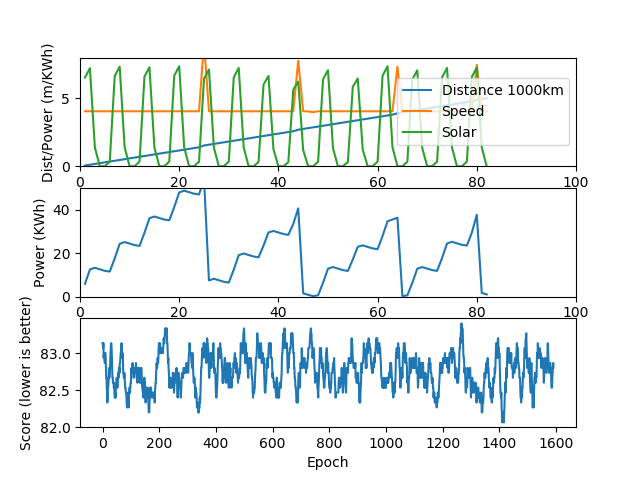 Dist/Power (m/KWh)
5
0
Distance 1000km
Speed
Solar
0 20 40 60 80 100
Power (KWh)
40
20
0
0 20 40 60 80 100
Score (lower is better)
83.0
82.5
82.0
0 200 400 600 800 1000 1200 1400 1600
Epoch